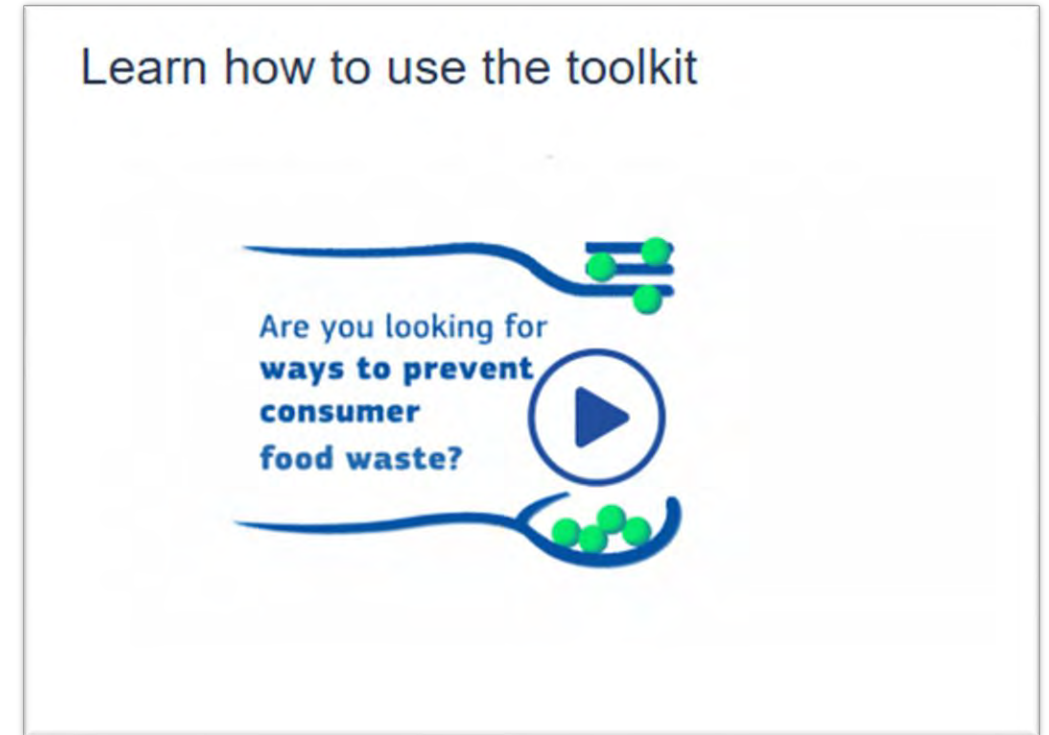 Learn how to use the toolkit
Are you looking for
ways to prevent
consumer
food waste?